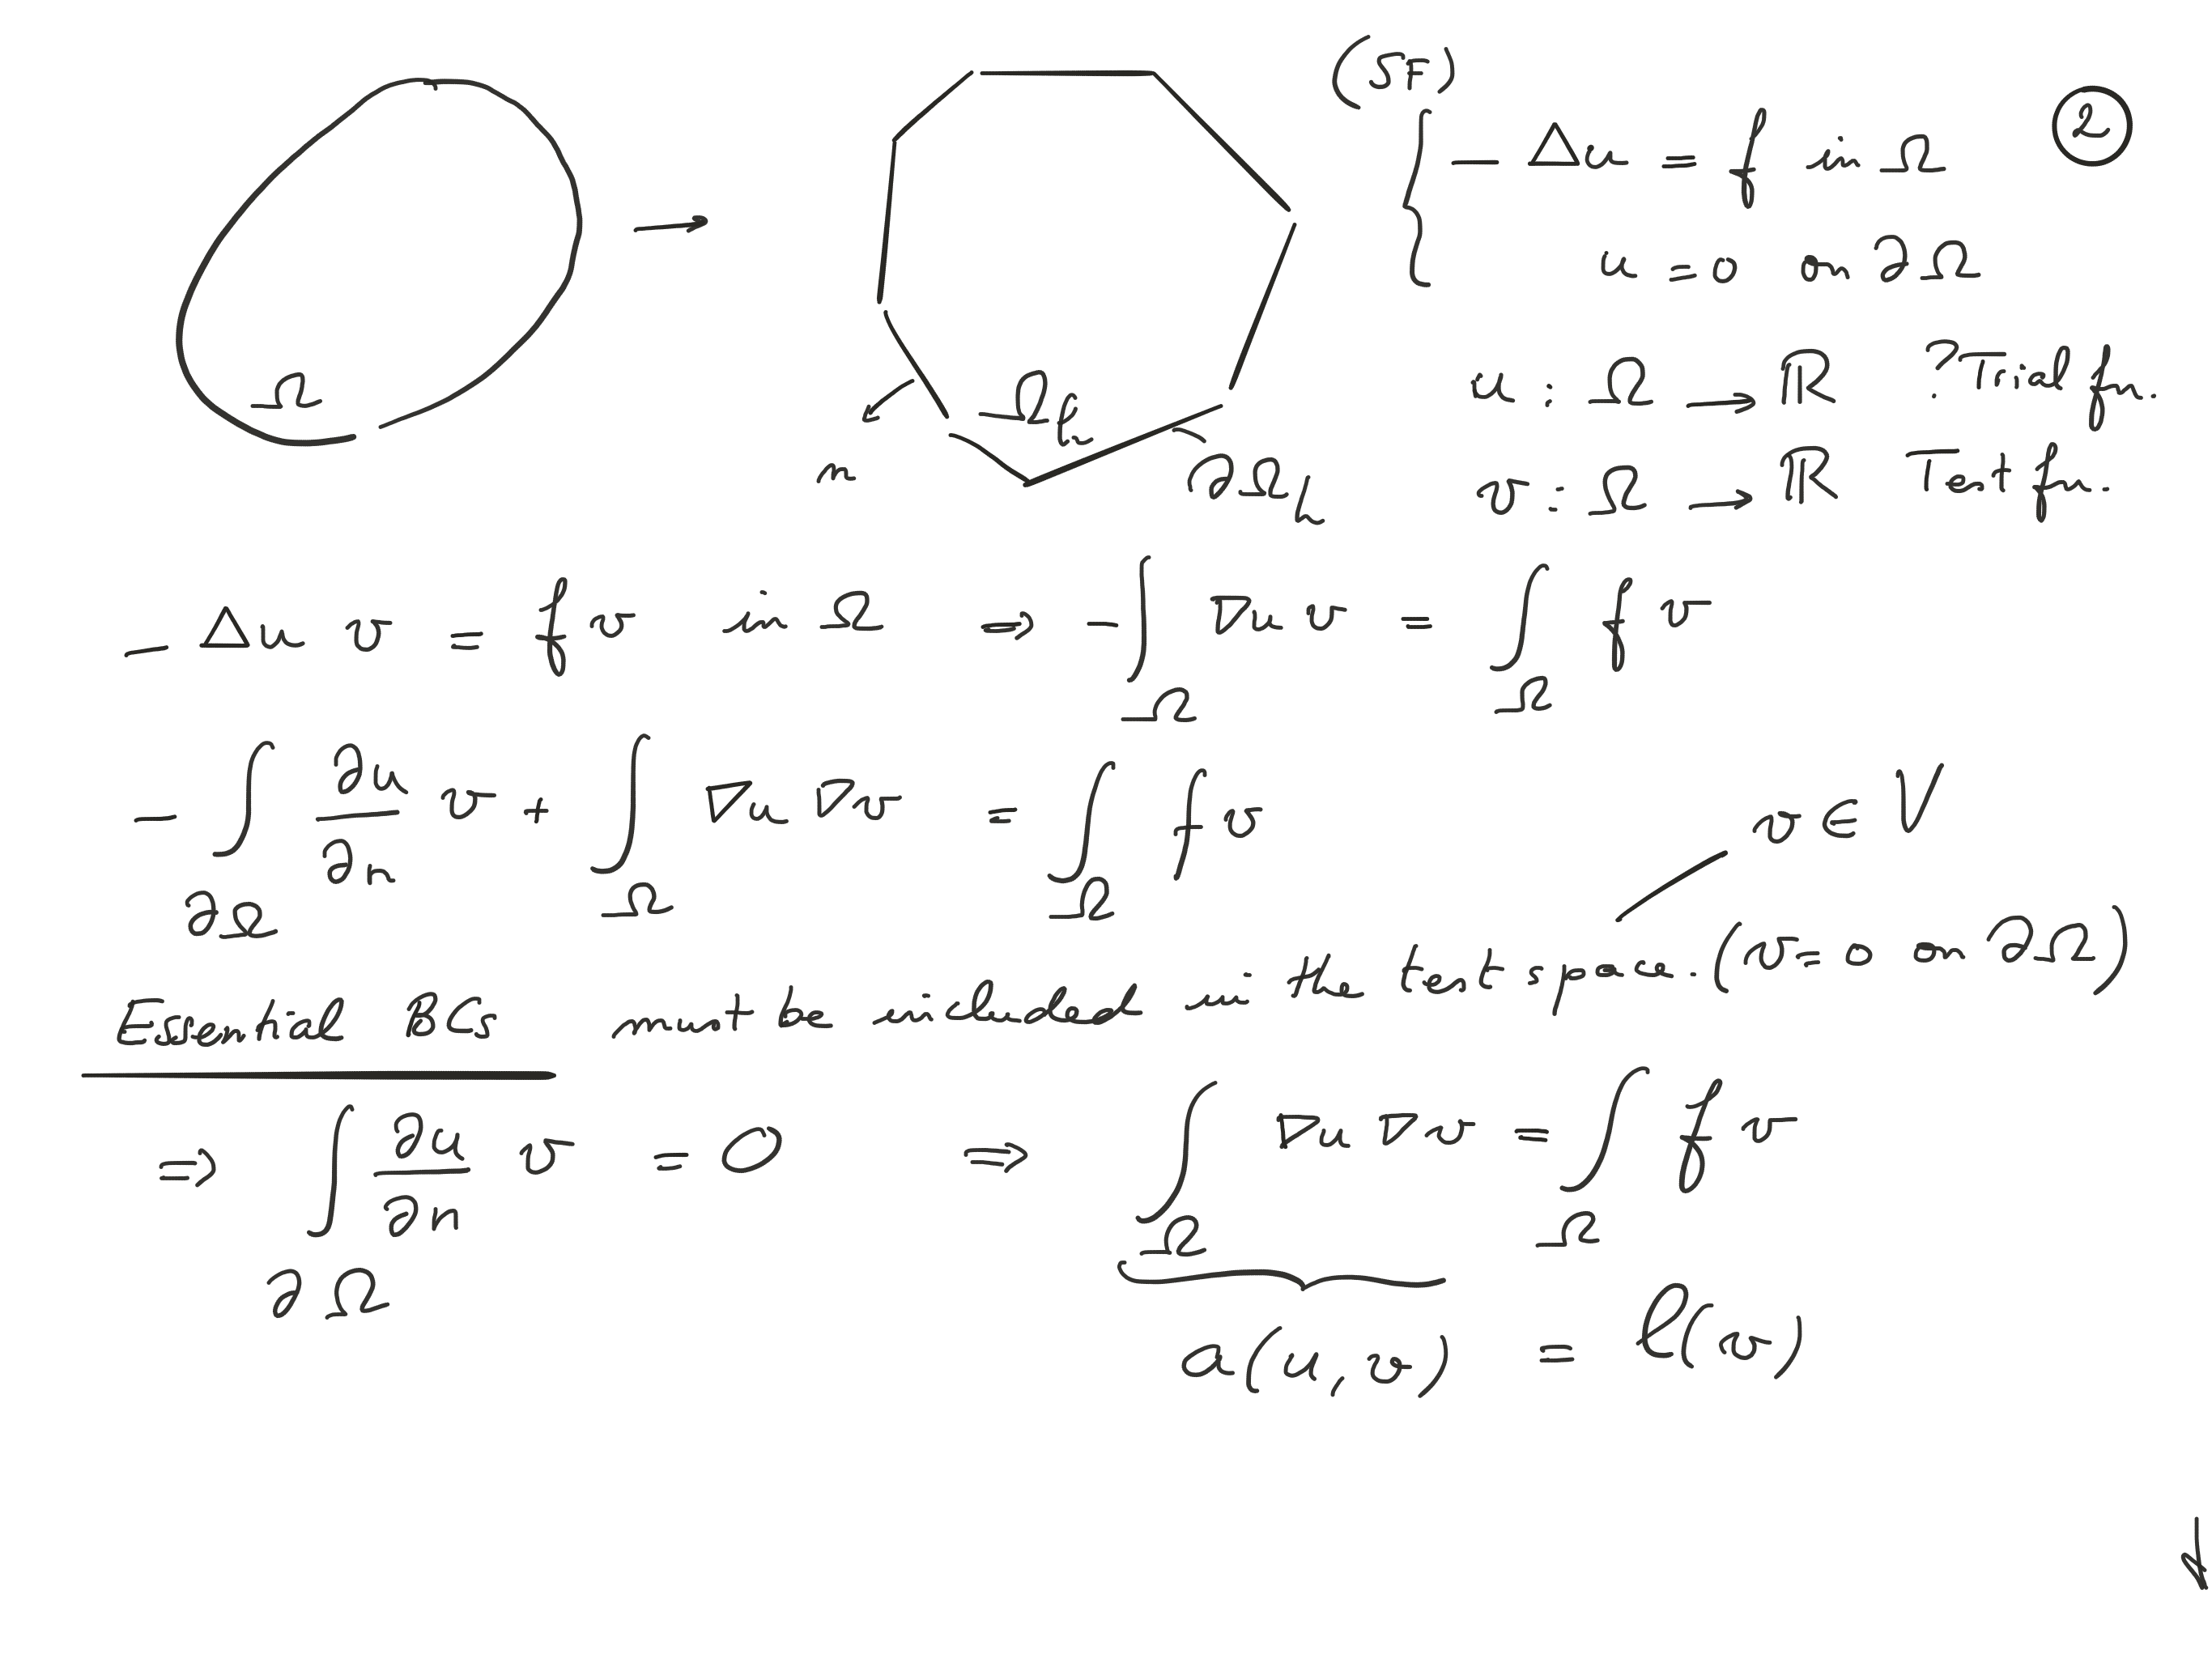 (SF)
− Δu = f in Ω
②
u = 0 on ∂Ω
Ω → Ω_h
n
∂Ω_h
u : Ω → ℝ ? Trial fn.
v : Ω → ℝ Test fn.
− Δu v = f v in Ω ⇒ − ∫_Ω ∇u v = ∫_Ω f v
− ∫_∂Ω ∂u/∂n v + ∫_Ω ∇u ∇v = ∫_Ω f v
v ∈ V
Essential BCs must be included in the test space. (v = 0 on ∂Ω)
⇒ ∫_∂Ω ∂u/∂n v = 0 ⇒ ∫_Ω ∇u ∇v = ∫_Ω f v
a(u, v) = ℓ(v)